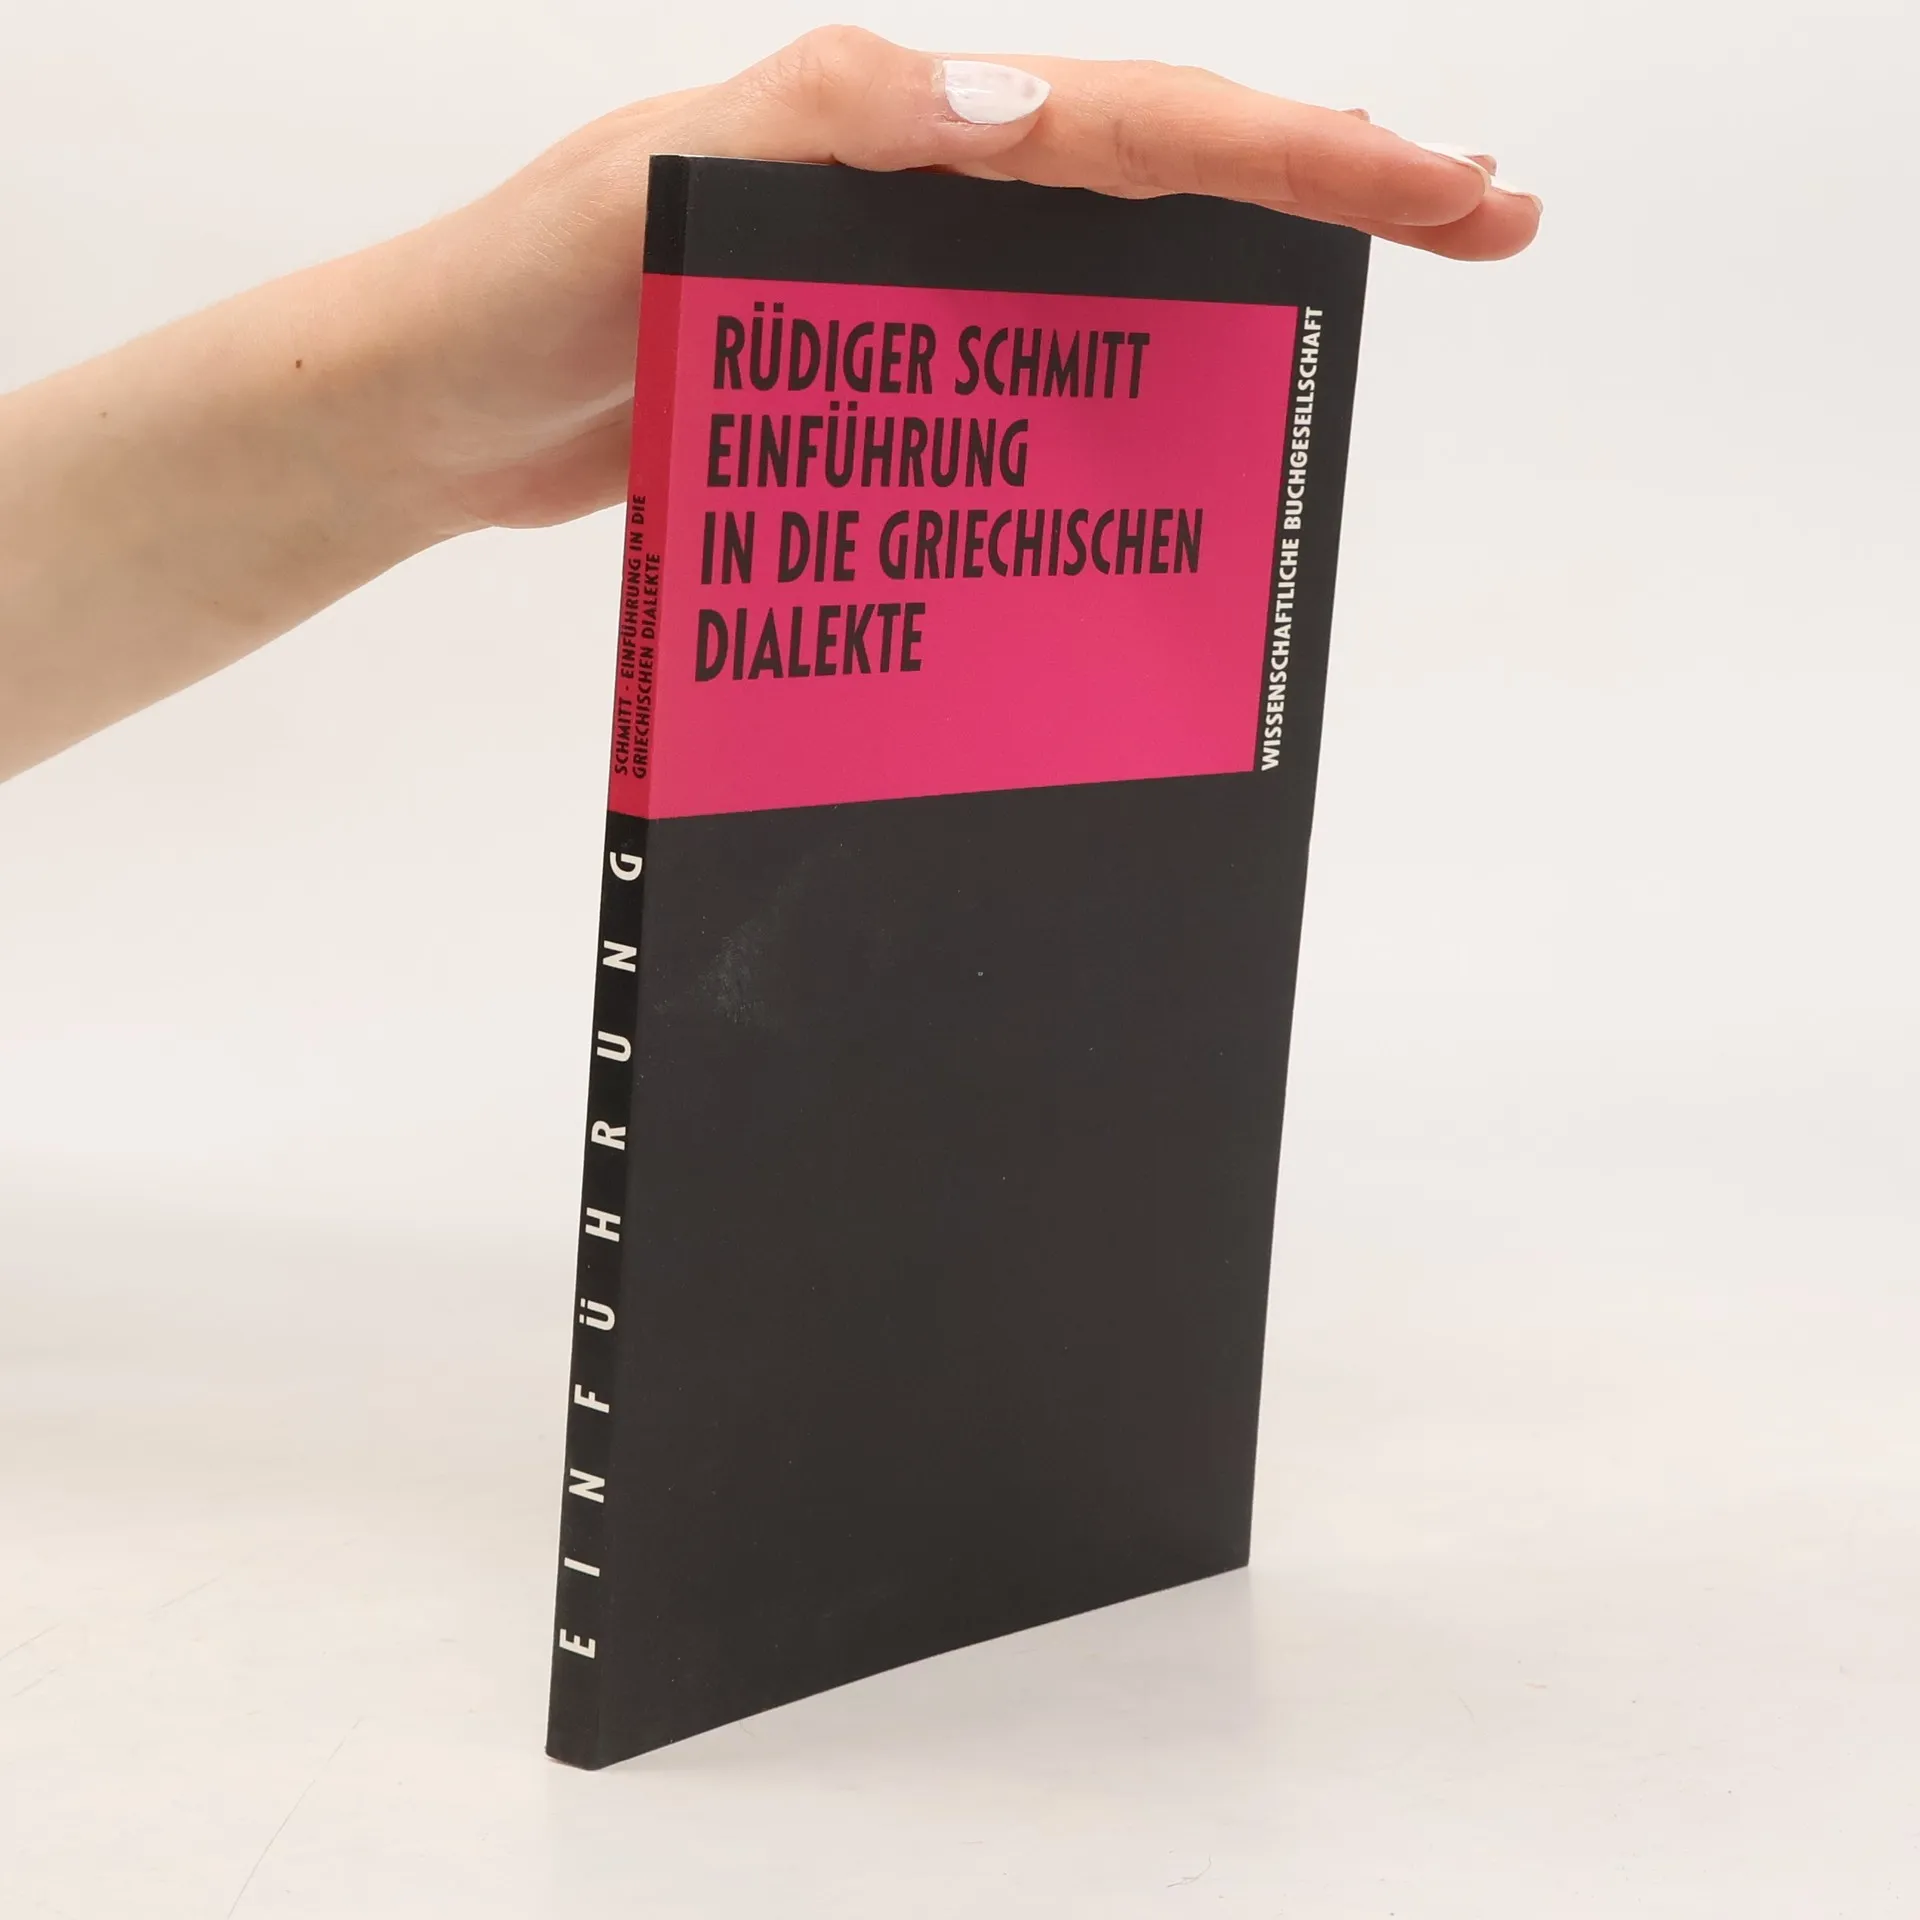 RÜDIGER SCHMITT
EINFÜHRUNG
IN DIE GRIECHISCHEN
DIALEKTE
WISSENSCHAFTLICHE BUCHGESELLSCHAFT
SCHMITT · EINFÜHRUNG IN DIE
GRIECHISCHEN DIALEKTE
EINFÜHRUNG